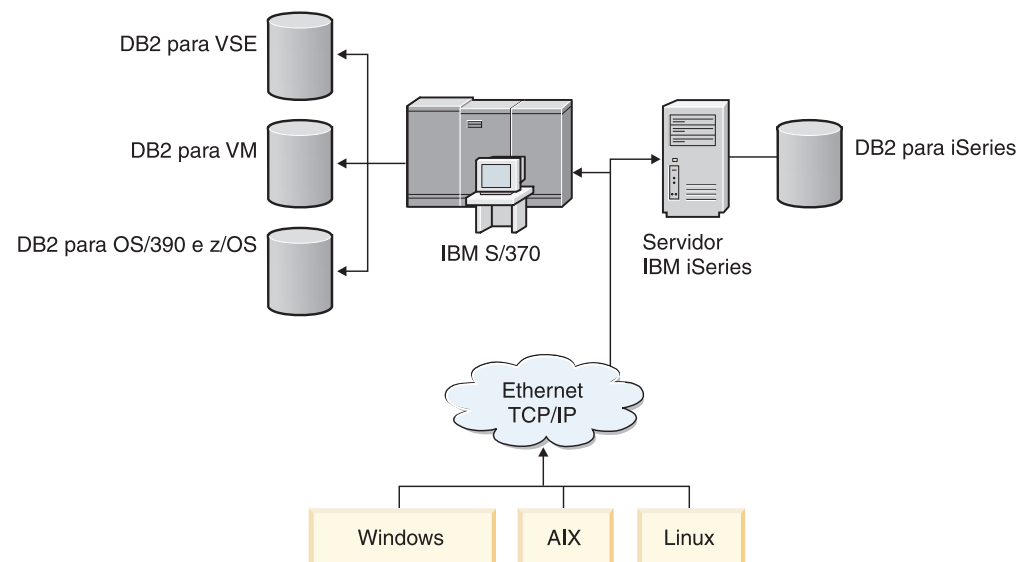 DB2 para VSE
DB2 para VM
DB2 para iSeries
DB2 para OS/390 e z/OS
IBM S/370
Servidor
IBM iSeries
Ethernet
TCP/IP
Windows
AIX
Linux